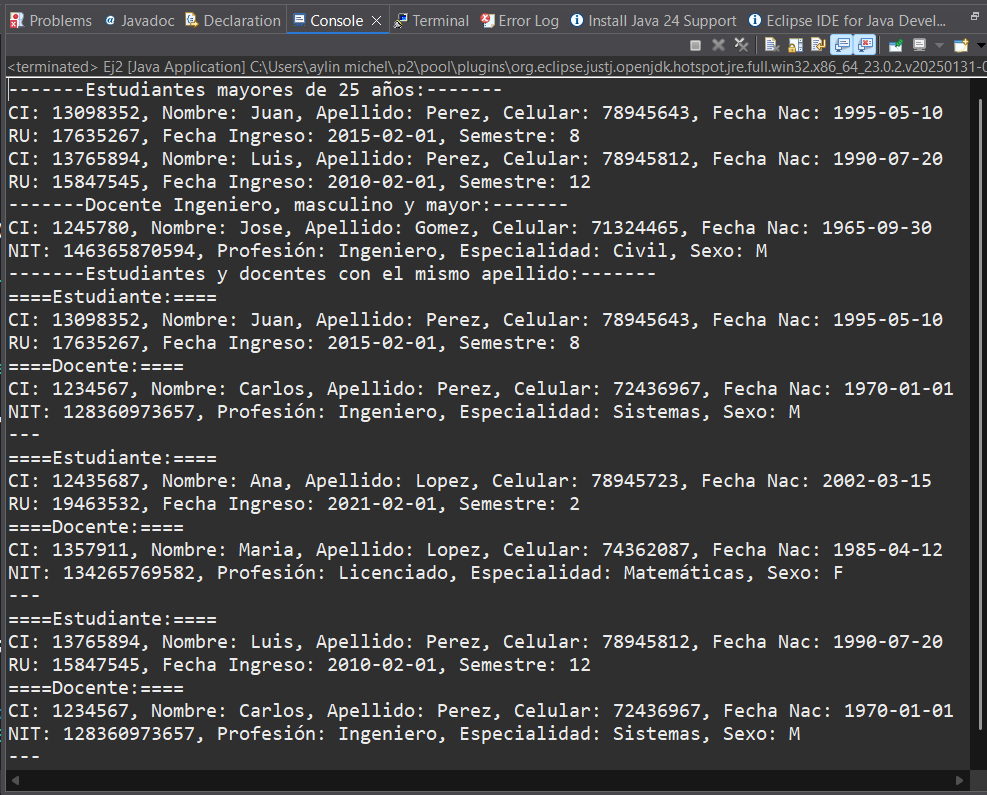 Problems Javadoc Declaration Console Terminal Error Log Install Java 24 Support Eclipse IDE for Java Devel...
<terminated> Ej2 [Java Application] C:\Users\aylin michel\.p2\pool\plugins\org.eclipse.justj.openjdk.hotspot.jre.full.win32.x86_64_23.0.2.v20250131-0
-------Estudiantes mayores de 25 años:-------
CI: 13098352, Nombre: Juan, Apellido: Perez, Celular: 78945643, Fecha Nac: 1995-05-10
RU: 17635267, Fecha Ingreso: 2015-02-01, Semestre: 8
CI: 13765894, Nombre: Luis, Apellido: Perez, Celular: 78945812, Fecha Nac: 1990-07-20
RU: 15847545, Fecha Ingreso: 2010-02-01, Semestre: 12
-------Docente Ingeniero, masculino y mayor:-------
CI: 1245780, Nombre: Jose, Apellido: Gomez, Celular: 71324465, Fecha Nac: 1965-09-30
NIT: 146365870594, Profesión: Ingeniero, Especialidad: Civil, Sexo: M
-------Estudiantes y docentes con el mismo apellido:-------
====Estudiante:====
CI: 13098352, Nombre: Juan, Apellido: Perez, Celular: 78945643, Fecha Nac: 1995-05-10
RU: 17635267, Fecha Ingreso: 2015-02-01, Semestre: 8
====Docente:====
CI: 1234567, Nombre: Carlos, Apellido: Perez, Celular: 72436967, Fecha Nac: 1970-01-01
NIT: 128360973657, Profesión: Ingeniero, Especialidad: Sistemas, Sexo: M
---
====Estudiante:====
CI: 12435687, Nombre: Ana, Apellido: Lopez, Celular: 78945723, Fecha Nac: 2002-03-15
RU: 19463532, Fecha Ingreso: 2021-02-01, Semestre: 2
====Docente:====
CI: 1357911, Nombre: Maria, Apellido: Lopez, Celular: 74362087, Fecha Nac: 1985-04-12
NIT: 134265769582, Profesión: Licenciado, Especialidad: Matemáticas, Sexo: F
---
====Estudiante:====
CI: 13765894, Nombre: Luis, Apellido: Perez, Celular: 78945812, Fecha Nac: 1990-07-20
RU: 15847545, Fecha Ingreso: 2010-02-01, Semestre: 12
====Docente:====
CI: 1234567, Nombre: Carlos, Apellido: Perez, Celular: 72436967, Fecha Nac: 1970-01-01
NIT: 128360973657, Profesión: Ingeniero, Especialidad: Sistemas, Sexo: M
---